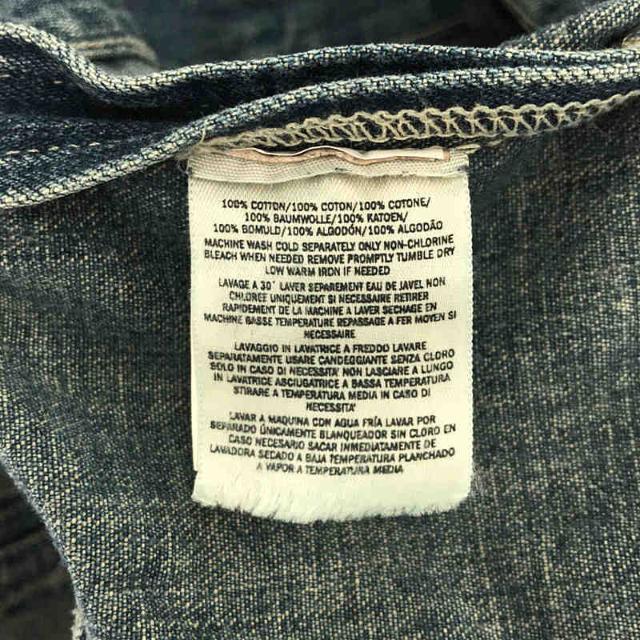 100% COTTON/100% COTON/100% COTONE/
100% BAUMWOLLE/100% KATOEN/
100% BOMULD/100% ALGODÓN/100% ALGODÃO
MACHINE WASH COLD SEPARATELY ONLY NON-CHLORINE
BLEACH WHEN NEEDED REMOVE PROMPTLY TUMBLE DRY
LOW WARM IRON IF NEEDED
LAVAGE A 30° LAVER SEPAREMENT EAU DE JAVEL NON
CHLOREE UNIQUEMENT SI NECESSAIRE RETIRER
RAPIDEMENT DE LA MACHINE A LAVER SECHAGE EN
MACHINE BASSE TEMPERATURE REPASSAGE A FER MOYEN SI
NECESSAIRE
LAVAGGIO IN LAVATRICE A FREDDO LAVARE
SEPARATAMENTE USARE CANDEGGIANTE SENZA CLORO
SOLO IN CASO DI NECESSITA' NON LASCIARE A LUNGO
IN LAVATRICE ASCIUGATRICE A BASSA TEMPERATURA
STIRARE A TEMPERATURA MEDIA IN CASO DI
NECESSITA'
LAVAR A MAQUINA CON AGUA FRÍA LAVAR POR
SEPARADO ÚNICAMENTE BLANQUEADOR SIN CLORO EN
CASO NECESARIO SACAR INMEDIATAMENTE DE
LAVADORA SECADO A BAJA TEMPERATURA PLANCHADO
A VAPOR A TEMPERATURA MEDIA